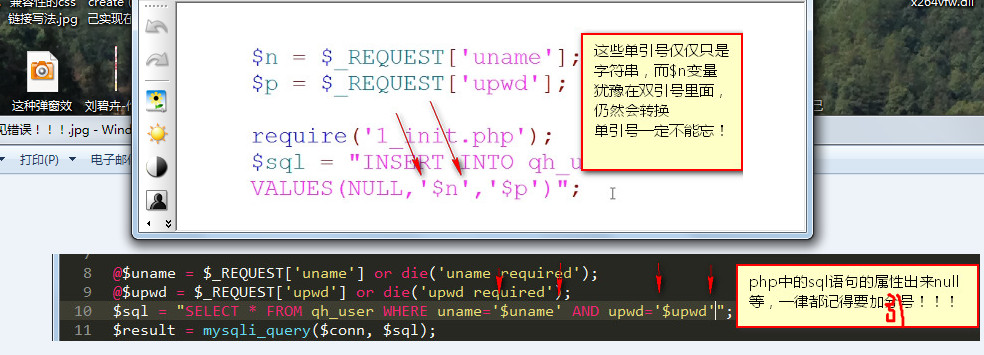 兼容性的css
链接写法.jpg
create (
己实现在
x264vfw.dll
$n = $_REQUEST['uname'];
$p = $_REQUEST['upwd'];
require('1_init.php');
$sql = "INSERT INTO qh_u
VALUES(NULL,'$n','$p')";
这些单引号仅仅只是
字符串，而$n变量
犹豫在双引号里面，
仍然会转换
单引号一定不能忘！
这种弹窗效
刘碧卉-作
己
见错误！！！.jpg - Wind
打印(P)
电子邮件
8 @$uname = $_REQUEST['uname'] or die('uname required');
9 @$upwd = $_REQUEST['upwd'] or die('upwd required');
10 $sql = "SELECT * FROM qh_user WHERE uname='$uname' AND upwd='$upwd'";
11 $result = mysqli_query($conn, $sql);
php中的sql语句的属性出来null
等，一律都记得要加引号！！！